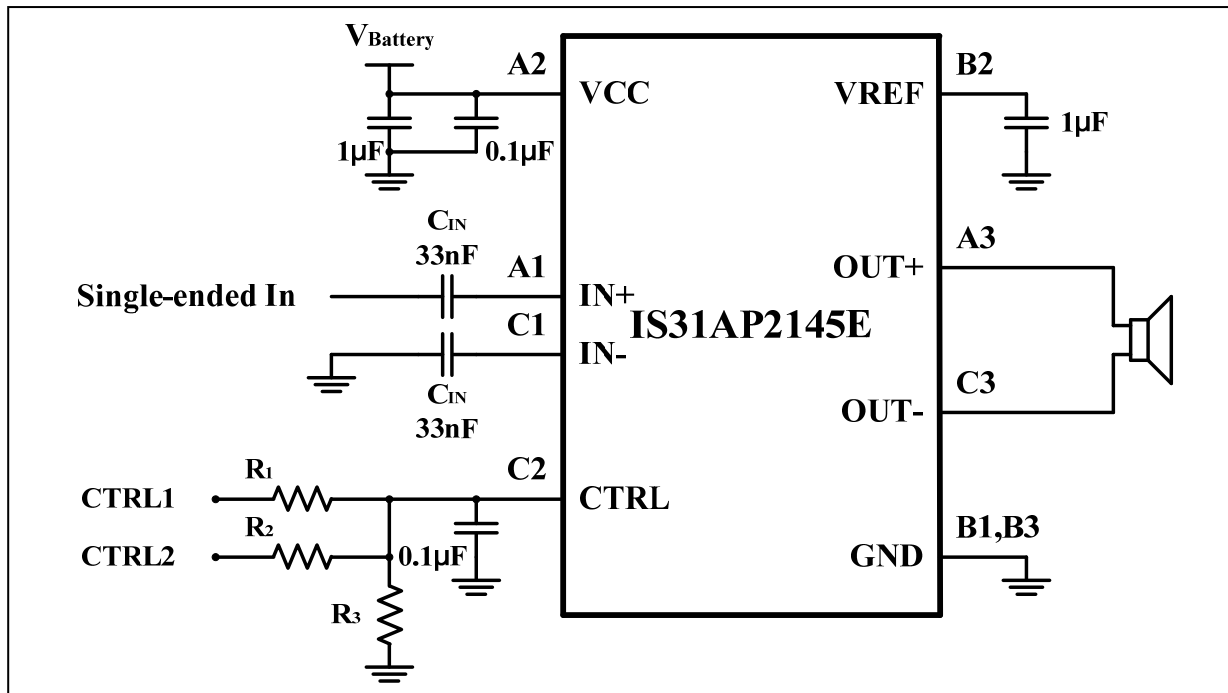 VBattery
A2
VCC
1µF
0.1µF
B2
VREF
1µF
CIN
33nF
A1
Single-ended In
IN+
C1
IN-
CIN
33nF
IS31AP2145E
A3
OUT+
C3
OUT-
R1
C2
CTRL1
CTRL
R2
CTRL2
0.1µF
R3
B1,B3
GND